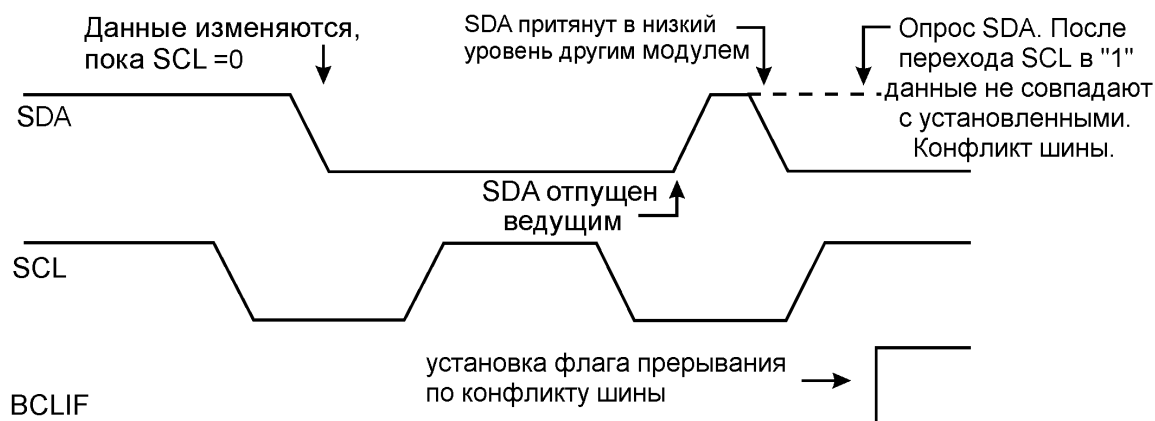 Данные изменяются,
пока SCL =0
SDA притянут в низкий
уровень другим модулем
Опрос SDA. После
перехода SCL в "1"
данные не совпадают
с установленными.
Конфликт шины.
SDA
SDA отпущен
ведущим
SCL
установка флага прерывания
по конфликту шины
BCLIF